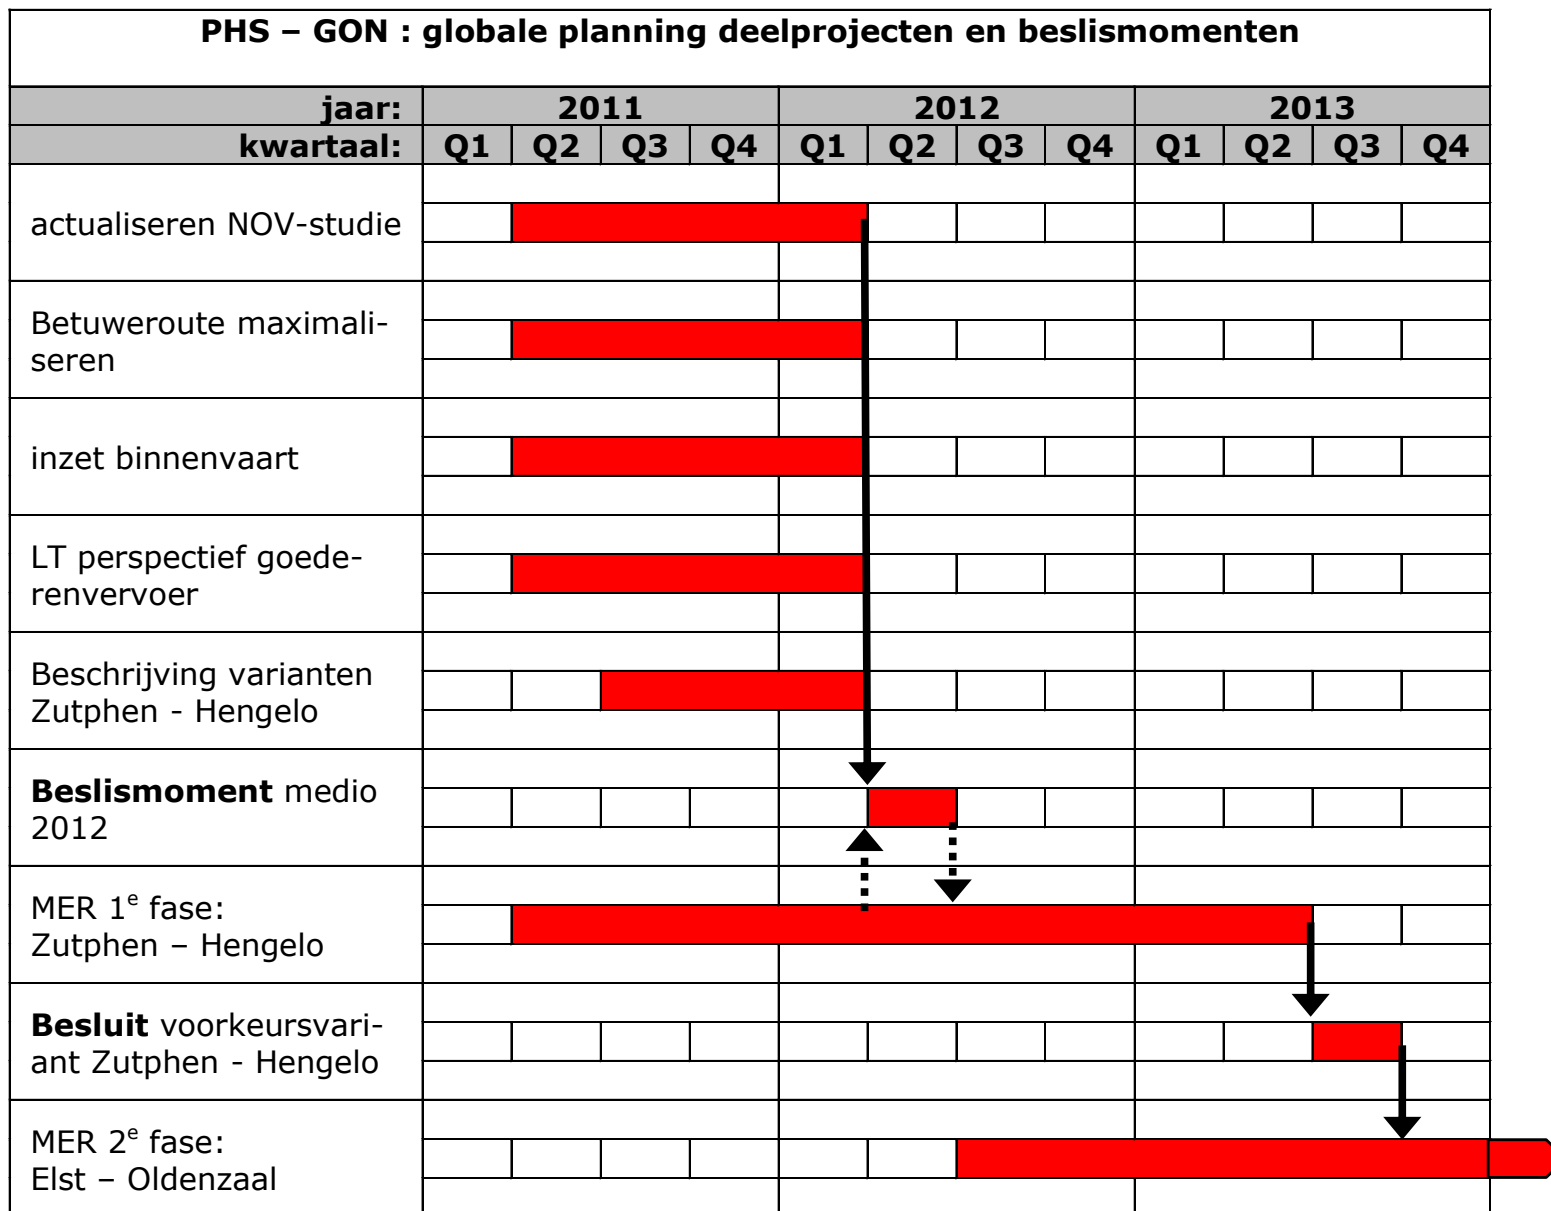 PHS – GON : globale planning deelprojecten en beslismomenten
jaar: 2011 2012 2013
kwartaal: Q1 Q2 Q3 Q4 Q1 Q2 Q3 Q4 Q1 Q2 Q3 Q4
actualiseren NOV-studie
Betuweroute maximali-
seren
inzet binnenvaart
LT perspectief goede-
renvervoer
Beschrijving varianten
Zutphen - Hengelo
Beslismoment medio
2012
MER 1e fase:
Zutphen – Hengelo
Besluit voorkeursvari-
ant Zutphen - Hengelo
MER 2e fase:
Elst – Oldenzaal